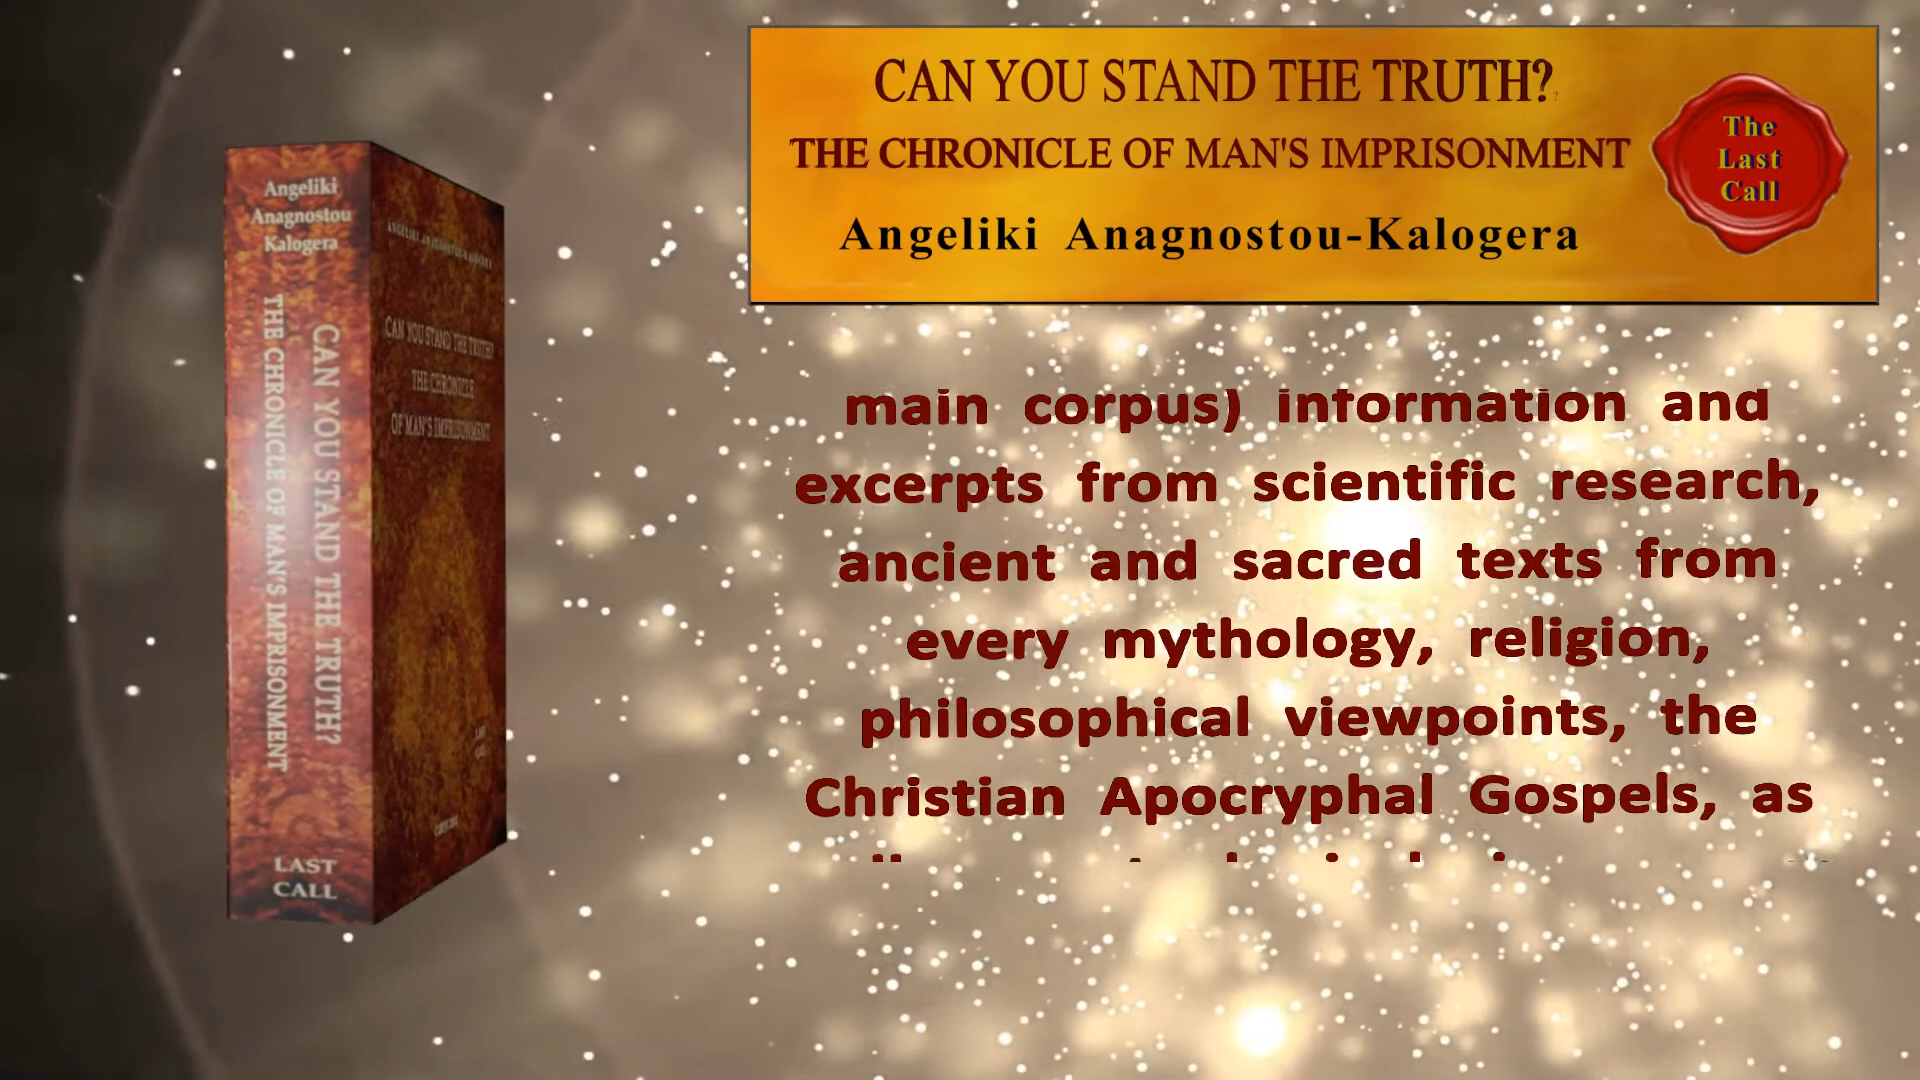 CAN YOU STAND THE TRUTH?
THE CHRONICLE OF MAN'S IMPRISONMENT
Angeliki Anagnostou-Kalogera
The
Last
Call
main corpus) information and
excerpts from scientific research,
ancient and sacred texts from
every mythology, religion,
philosophical viewpoints, the
Christian Apocryphal Gospels, as
Angeliki
Anagnostou
Kalogera
CAN YOU STAND THE TRUTH?
THE CHRONICLE OF MAN'S IMPRISONMENT
LAST
CALL
ANGELIKI ANAGNOSTOU-KALOGERA
CAN YOU STAND THE TRUTH?
THE CHRONICLE
OF MAN'S IMPRISONMENT